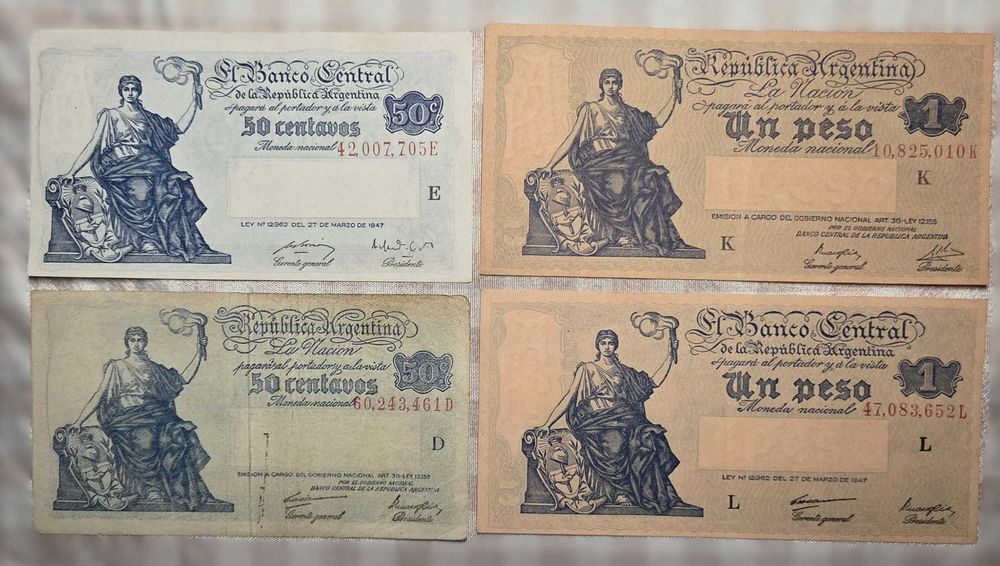 El Banco Central
de la República Argentina
pagará al portador y á la vista
50 centavos
50c
Moneda nacional
42,007,705E
E
LEY Nº 12.962 DEL 27 DE MARZO DE 1947
Gerente general
Presidente
República Argentina
La Nación
pagará al portador y á la vista
Un peso
1
Moneda nacional
10,825,010K
K
EMISION A CARGO DEL GOBIERNO NACIONAL ART. 36-LEY 12.155
POR EL GOBIERNO NACIONAL
BANCO CENTRAL DE LA REPUBLICA ARGENTINA
K
Gerente general
Presidente
República Argentina
La Nación
pagará al portador y a la vista
50 centavos
50c
Moneda nacional
60,243,461D
D
EMISION A CARGO DEL GOBIERNO NACIONAL ART. 36-LEY 12.155
POR EL GOBIERNO NACIONAL
BANCO CENTRAL DE LA REPUBLICA ARGENTINA
Gerente general
Presidente
El Banco Central
de la República Argentina
pagará al portador y á la vista
Un peso
1
Moneda nacional
47,083,652L
L
LEY Nº 12.962 DEL 27 DE MARZO DE 1947
L
Gerente general
Presidente